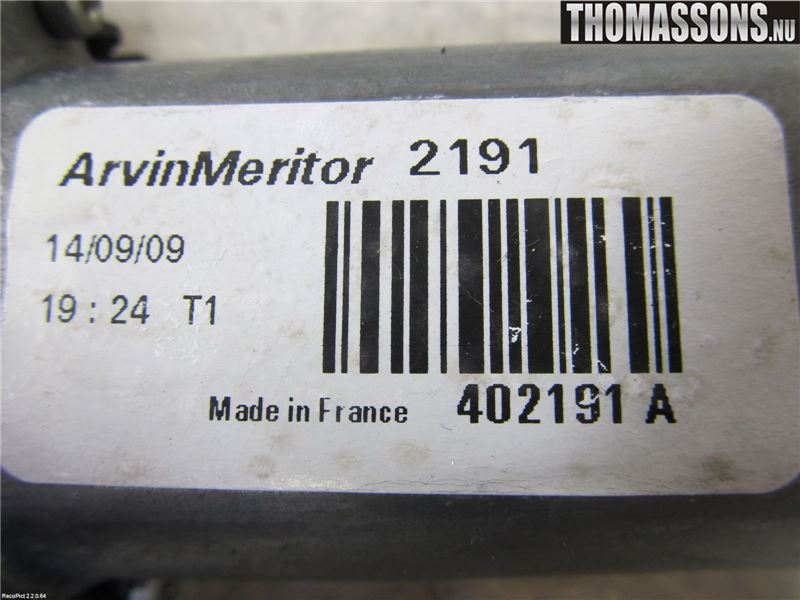 THOMASSONS.NU
ArvinMeritor 2191
14/09/09
19 : 24 T1
Made in France 402191 A
RecoPict 2.2.0.64